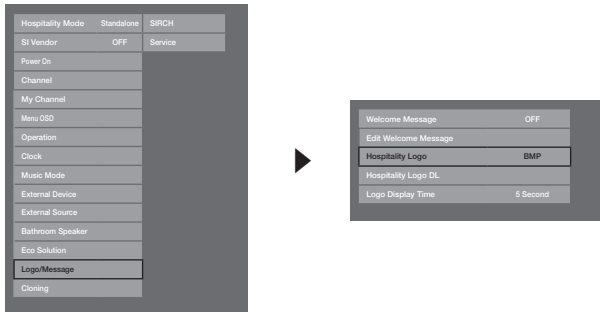 Hospitality Mode Standalone SIRCH
SI Vendor OFF Service
Power On
Channel
My Channel
Menu OSD
Operation
Clock
Music Mode
External Device
External Source
Bathroom Speaker
Eco Solution
Logo/Message
Cloning
Welcome Message OFF
Edit Welcome Message
Hospitality Logo BMP
Hospitality Logo DL
Logo Display Time 5 Second